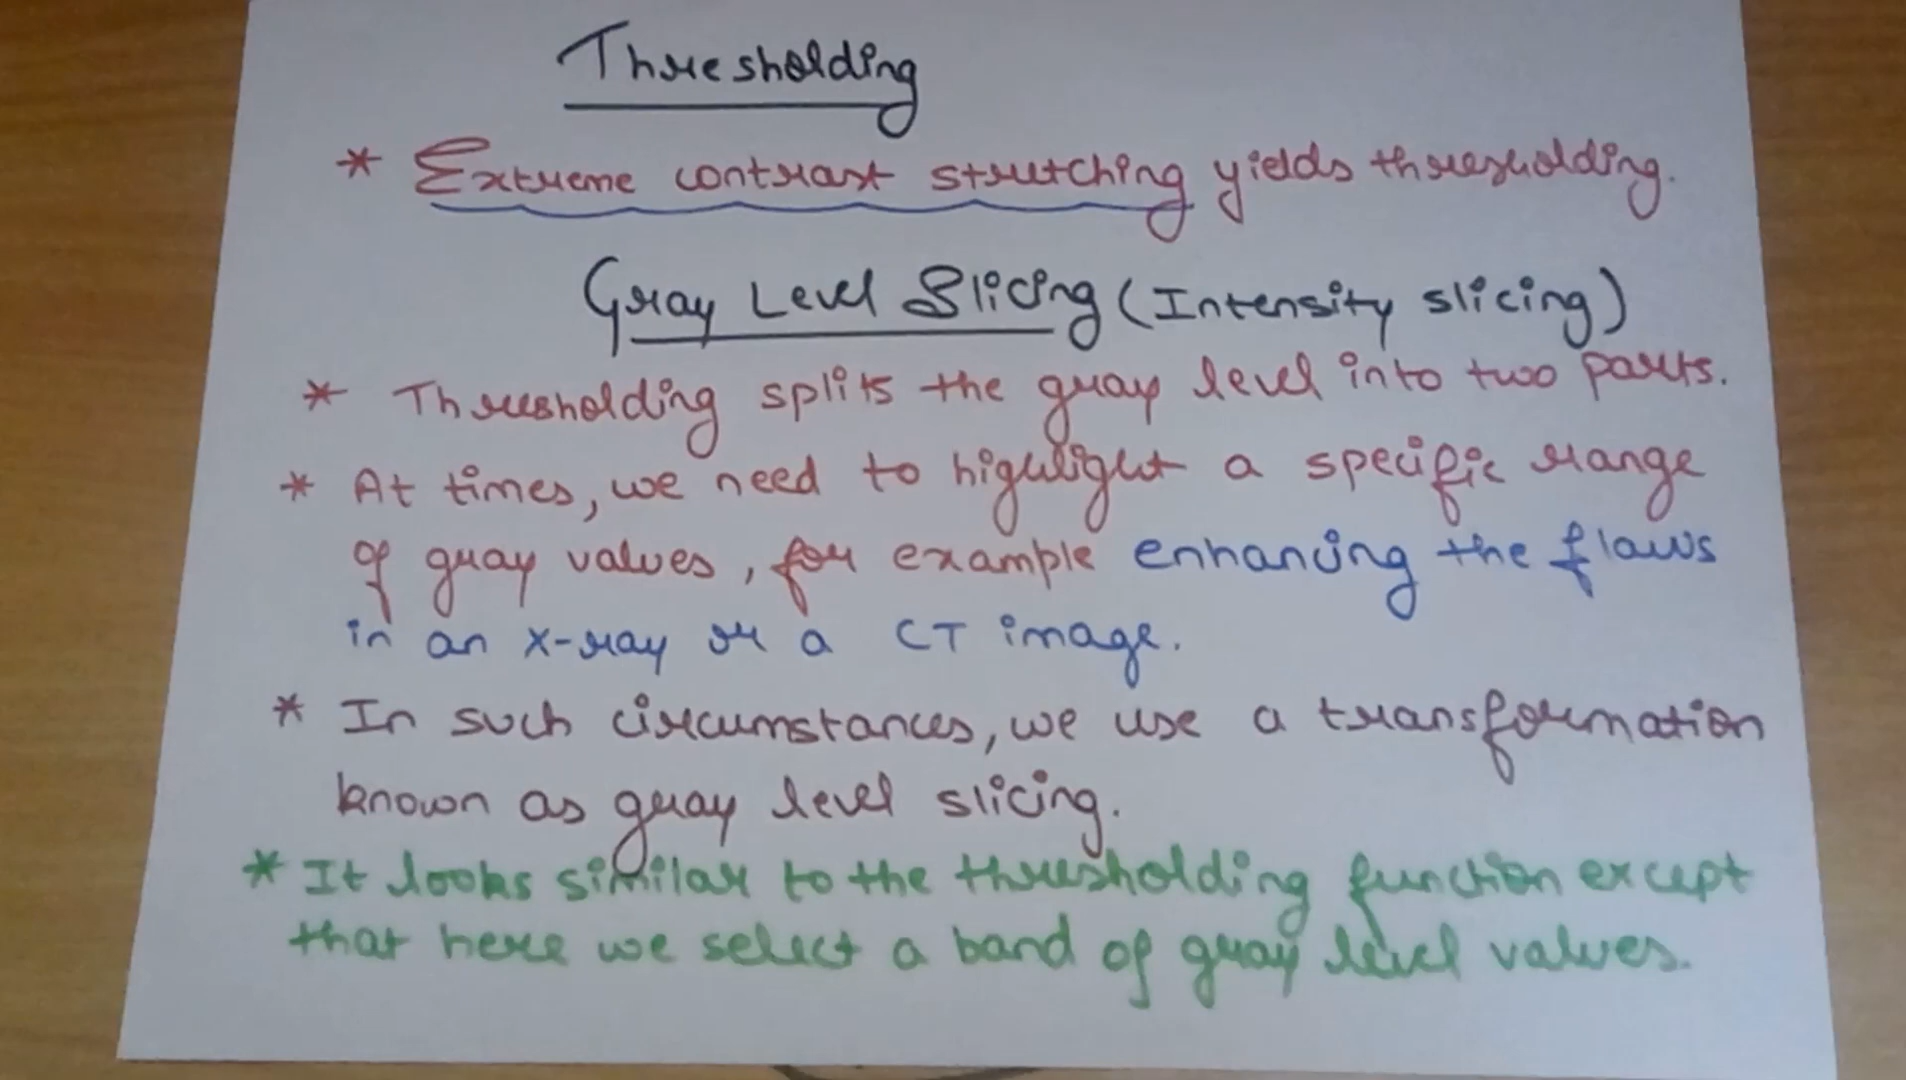 Thresholding
* Extreme contrast stretching yields thresholding.
Gray Level Slicing (Intensity slicing)
* Thresholding splits the gray level into two parts.
* At times, we need to highlight a specific range
of gray values, for example enhancing the flaws
in an x-ray or a CT image.
* In such circumstances, we use a transformation
known as gray level slicing.
* It looks similar to the thresholding function except
that here we select a band of gray level values.